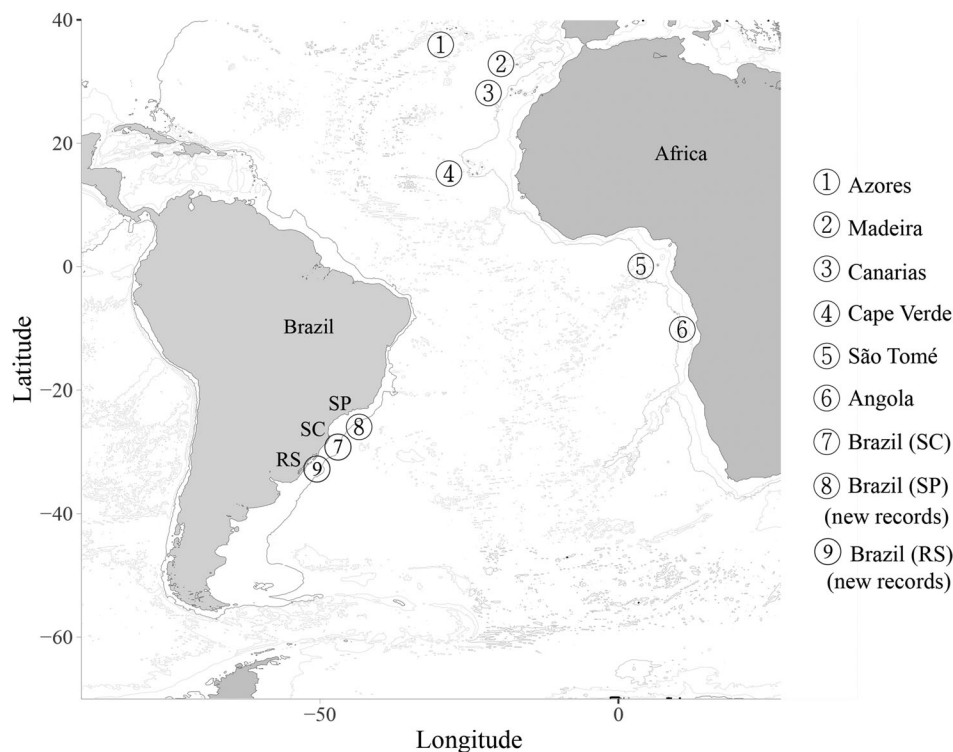 40
20
0
−20
−40
−60
Latitude
−50
0
Longitude
Africa
Brazil
SP
SC
RS
1
2
3
4
5
6
8
7
9
① Azores
② Madeira
③ Canarias
④ Cape Verde
⑤ São Tomé
⑥ Angola
⑦ Brazil (SC)
⑧ Brazil (SP)
(new records)
⑨ Brazil (RS)
(new records)